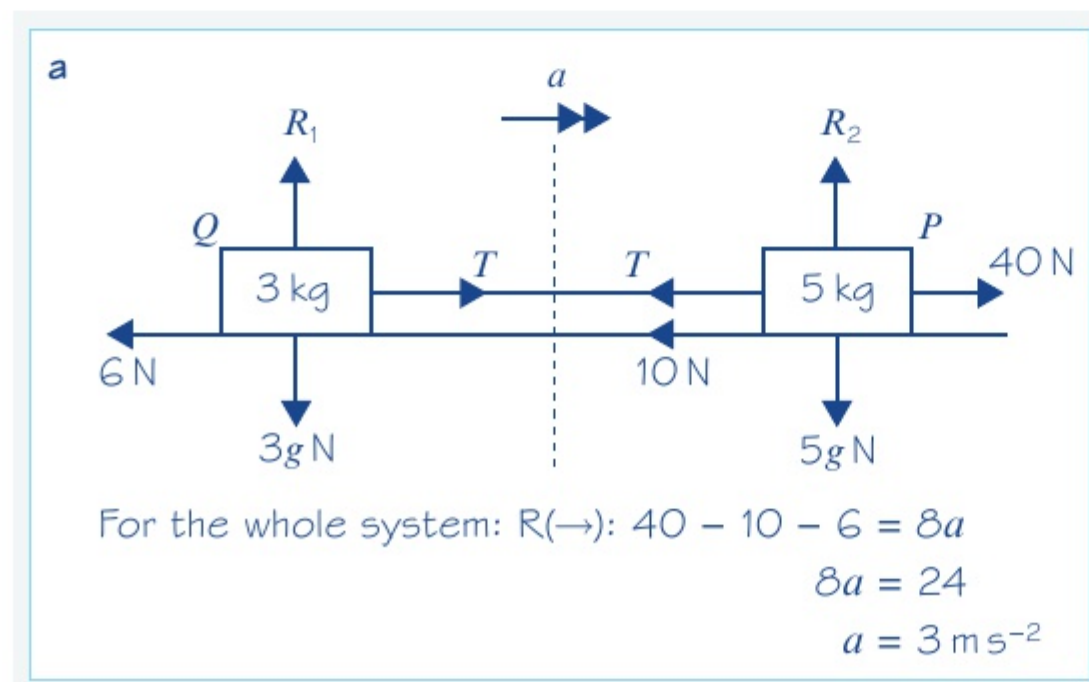 a
a
R₁
R₂
Q
P
T
T
40 N
3 kg
5 kg
6 N
10 N
3g N
5g N
For the whole system: R(→): 40 – 10 – 6 = 8a
8a = 24
a = 3 m s⁻²